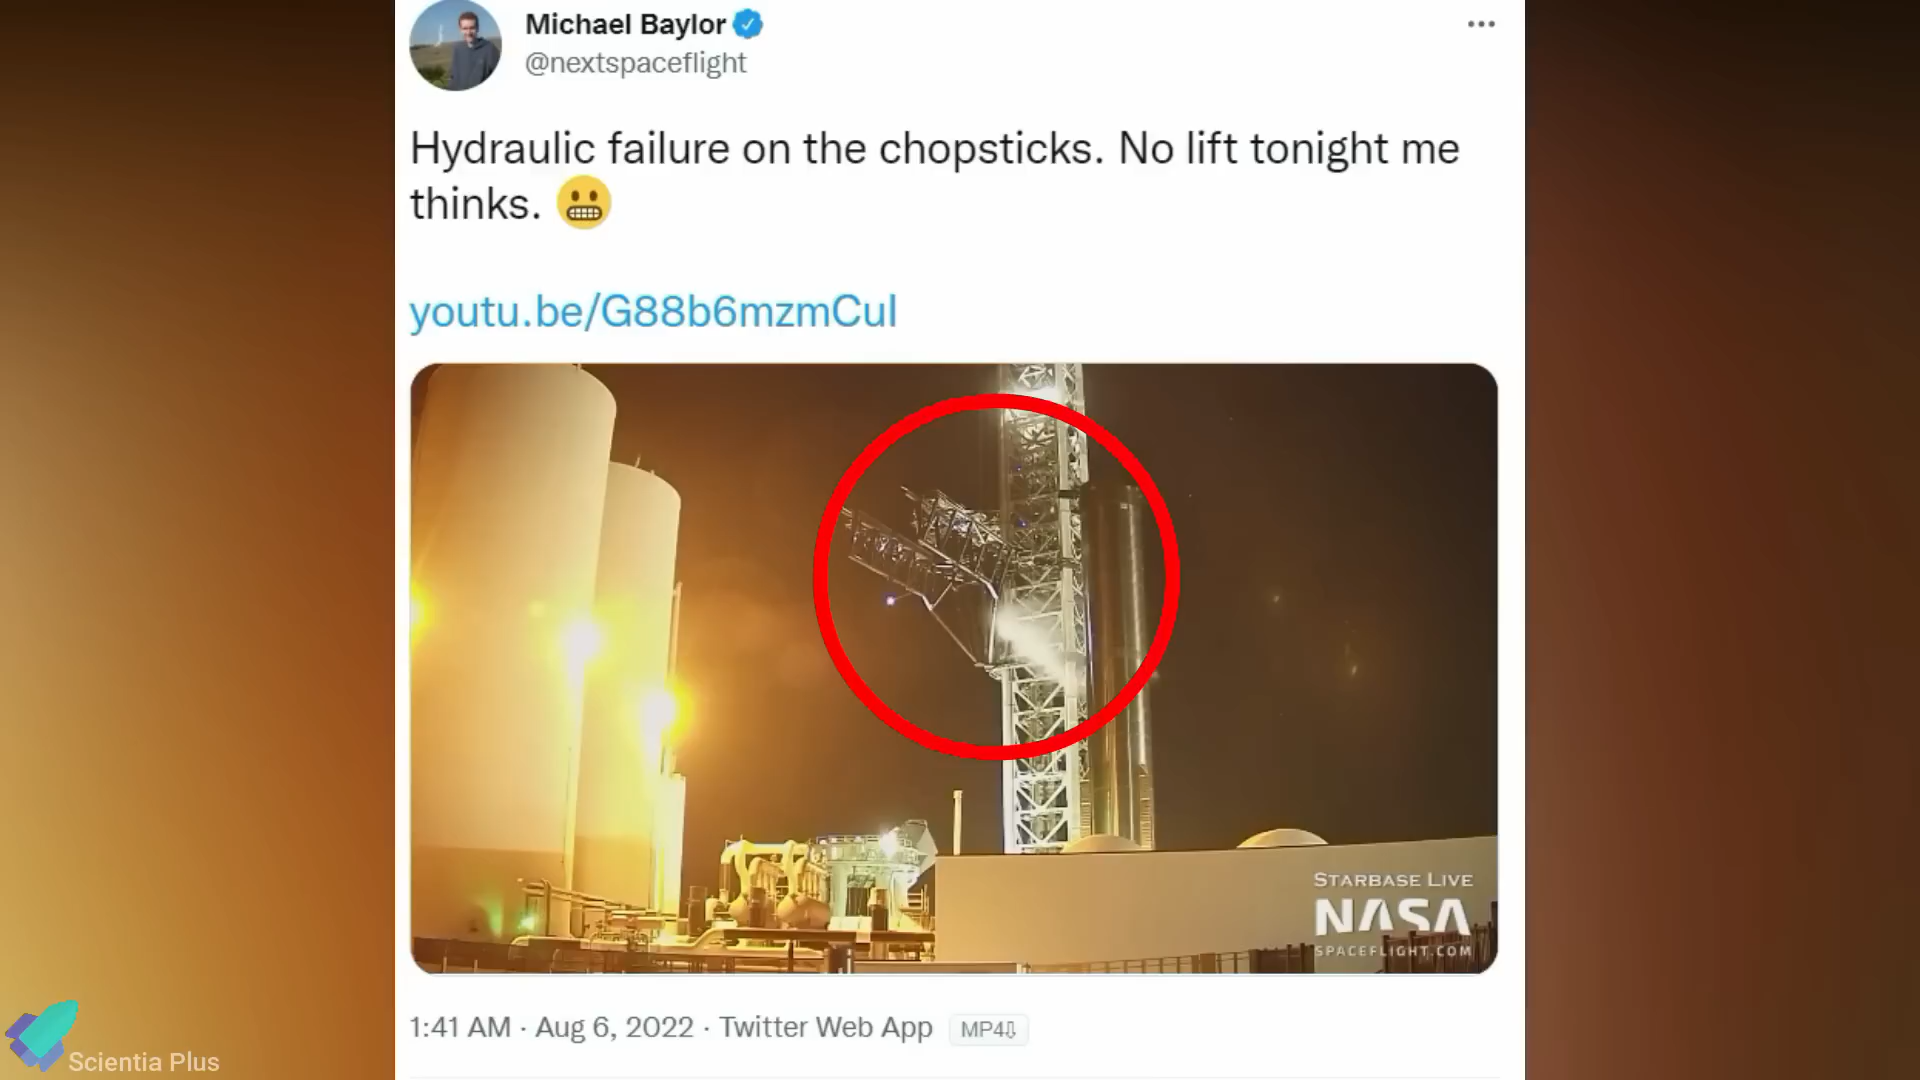 Michael Baylor
@nextspaceflight
Hydraulic failure on the chopsticks. No lift tonight me
thinks. 😬
youtu.be/G88b6mzmCuI
STARBASE LIVE
NASA
SPACEFLIGHT.COM
1:41 AM · Aug 6, 2022 · Twitter Web App MP4⇩
Scientia Plus